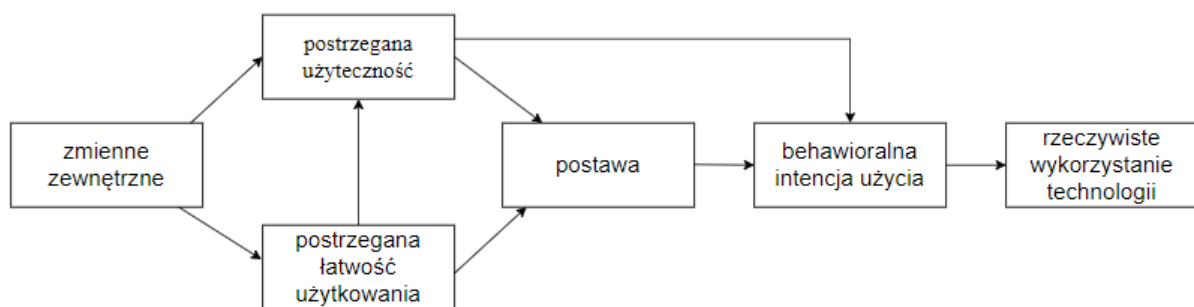 postrzegana
użyteczność
zmienne
zewnętrzne
postrzegana
łatwość
użytkowania
postawa
behawioralna
intencja użycia
rzeczywiste
wykorzystanie
technologii